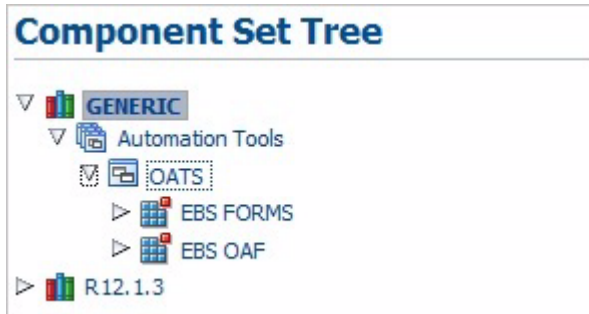 Component Set Tree
GENERIC
Automation Tools
OATS
EBS FORMS
EBS OAF
R12.1.3